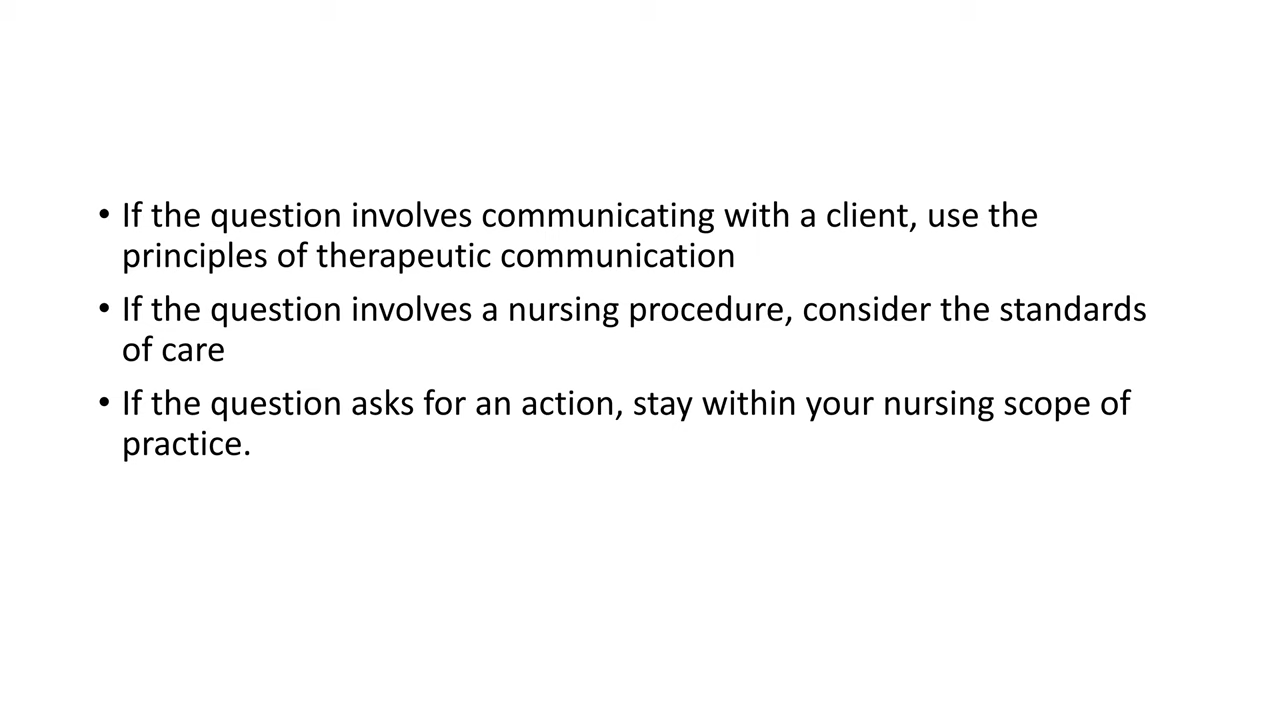 • If the question involves communicating with a client, use the
principles of therapeutic communication
• If the question involves a nursing procedure, consider the standards
of care
• If the question asks for an action, stay within your nursing scope of
practice.